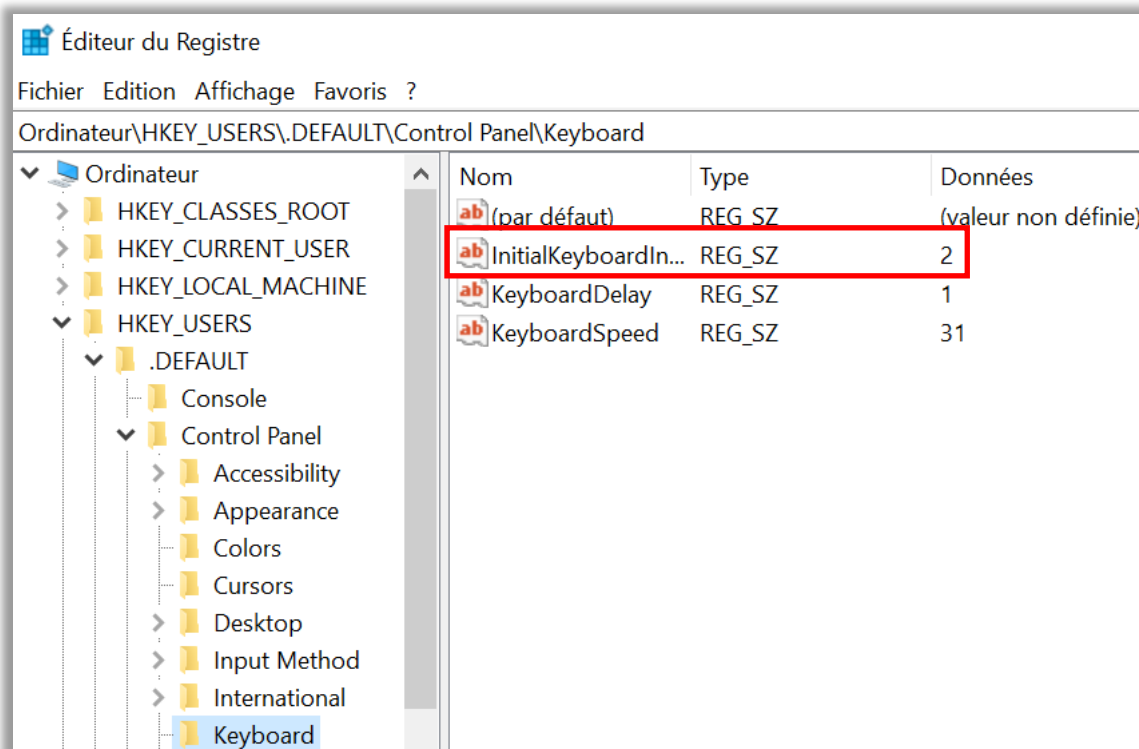 Éditeur du Registre
Fichier Edition Affichage Favoris ?
Ordinateur\HKEY_USERS\.DEFAULT\Control Panel\Keyboard
Ordinateur
HKEY_CLASSES_ROOT
HKEY_CURRENT_USER
HKEY_LOCAL_MACHINE
HKEY_USERS
.DEFAULT
Console
Control Panel
Accessibility
Appearance
Colors
Cursors
Desktop
Input Method
International
Keyboard
Nom Type Données
ab (par défaut) REG_SZ (valeur non définie)
ab InitialKeyboardIn... REG_SZ 2
ab KeyboardDelay REG_SZ 1
ab KeyboardSpeed REG_SZ 31